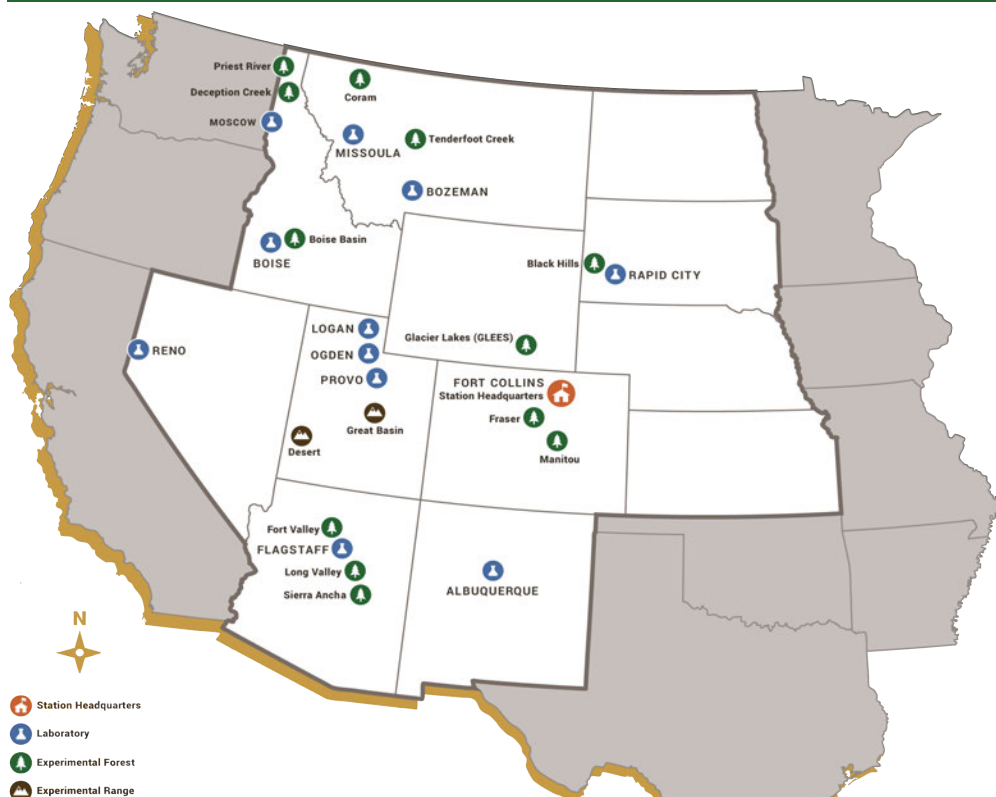 Priest River
Deception Creek
MOSCOW
Coram
MISSOULA
Tenderfoot Creek
BOZEMAN
Boise Basin
BOISE
Black Hills
RAPID CITY
LOGAN
OGDEN
PROVO
RENO
Glacier Lakes (GLEES)
FORT COLLINS
Station Headquarters
Fraser
Manitou
Great Basin
Desert
Fort Valley
FLAGSTAFF
Long Valley
Sierra Ancha
ALBUQUERQUE
N
Station Headquarters
Laboratory
Experimental Forest
Experimental Range